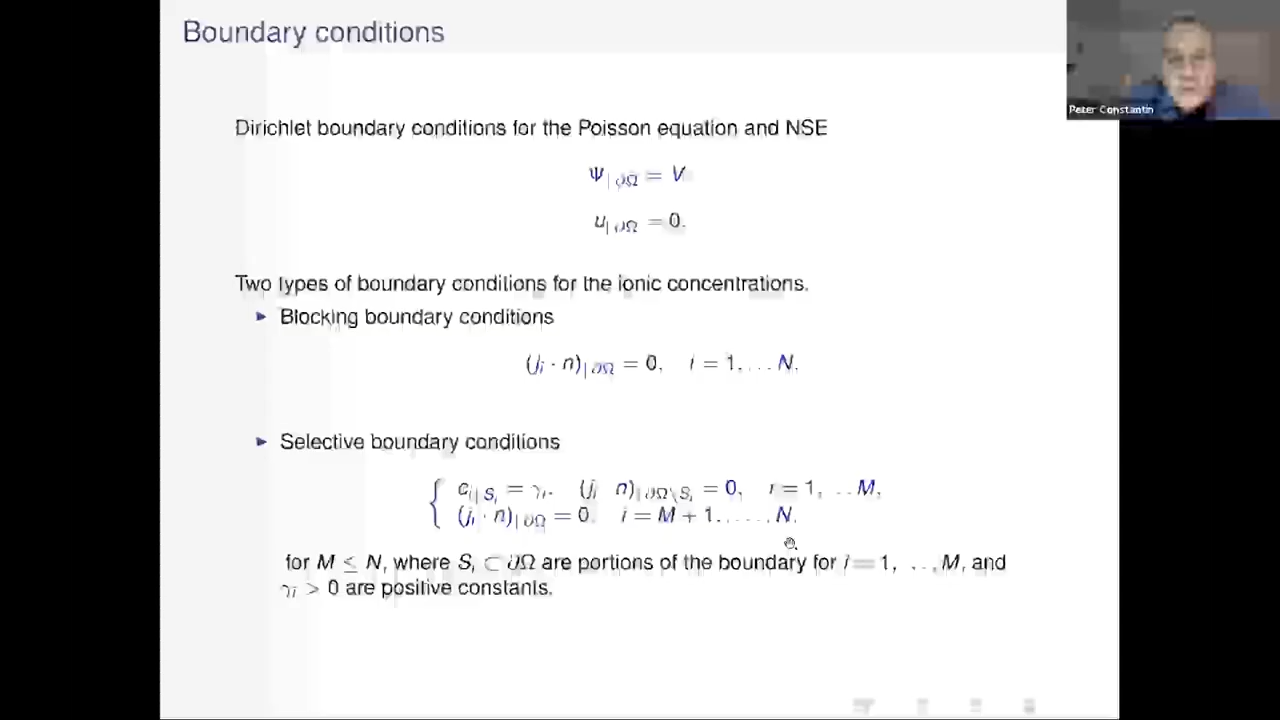 Boundary conditions
Peter Constantin
Dirichlet boundary conditions for the Poisson equation and NSE
Ψ|∂Ω = V
u|∂Ω = 0.
Two types of boundary conditions for the ionic concentrations.
▶ Blocking boundary conditions
(jᵢ · n)|∂Ω = 0, i = 1, . . . N.
▶ Selective boundary conditions
{ cᵢ|Sᵢ = γᵢ, (jᵢ n)|∂Ω\Sᵢ = 0, i = 1, . . M,
(jᵢ · n)|∂Ω = 0 i = M + 1, . . . , N.
for M ≤ N, where Sᵢ ⊂ ∂Ω are portions of the boundary for i = 1, . . , M, and
γᵢ > 0 are positive constants.